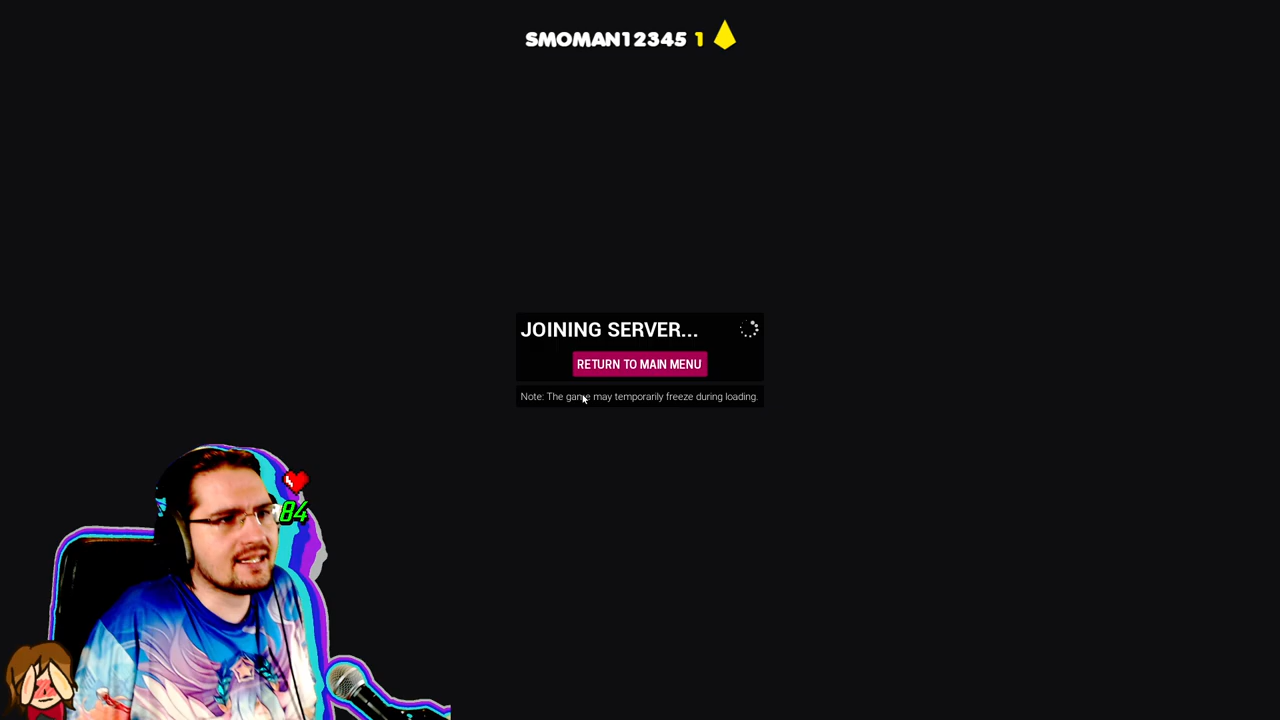 SMOMAN12345 1
JOINING SERVER...
RETURN TO MAIN MENU
Note: The game may temporarily freeze during loading.
84